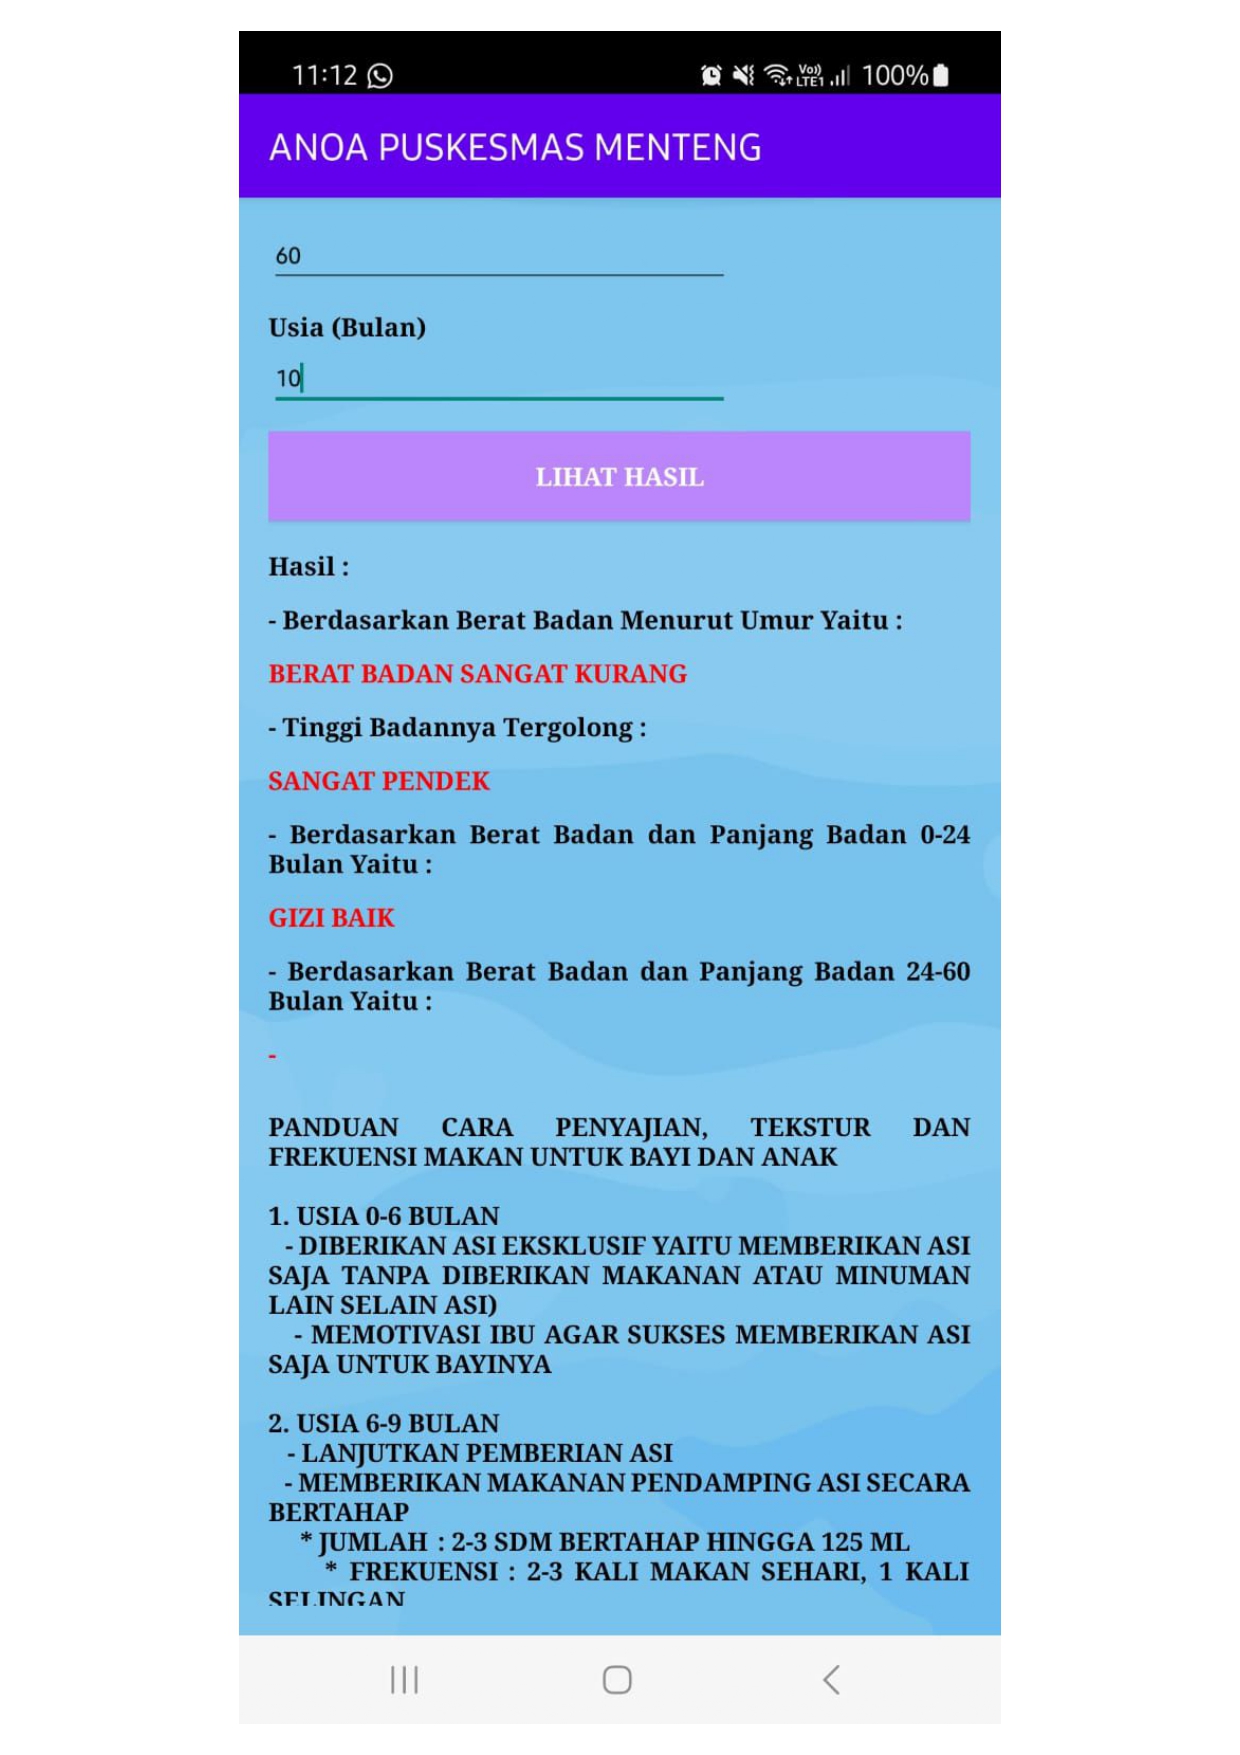 11:12 Vo)) LTE1 100%
ANOA PUSKESMAS MENTENG
60
Usia (Bulan)
10
LIHAT HASIL
Hasil :
- Berdasarkan Berat Badan Menurut Umur Yaitu :
BERAT BADAN SANGAT KURANG
- Tinggi Badannya Tergolong :
SANGAT PENDEK
- Berdasarkan Berat Badan dan Panjang Badan 0-24
Bulan Yaitu :
GIZI BAIK
- Berdasarkan Berat Badan dan Panjang Badan 24-60
Bulan Yaitu :
-
PANDUAN CARA PENYAJIAN, TEKSTUR DAN
FREKUENSI MAKAN UNTUK BAYI DAN ANAK
1. USIA 0-6 BULAN
- DIBERIKAN ASI EKSKLUSIF YAITU MEMBERIKAN ASI
SAJA TANPA DIBERIKAN MAKANAN ATAU MINUMAN
LAIN SELAIN ASI)
- MEMOTIVASI IBU AGAR SUKSES MEMBERIKAN ASI
SAJA UNTUK BAYINYA
2. USIA 6-9 BULAN
- LANJUTKAN PEMBERIAN ASI
- MEMBERIKAN MAKANAN PENDAMPING ASI SECARA
BERTAHAP
* JUMLAH : 2-3 SDM BERTAHAP HINGGA 125 ML
* FREKUENSI : 2-3 KALI MAKAN SEHARI, 1 KALI
SELINGAN